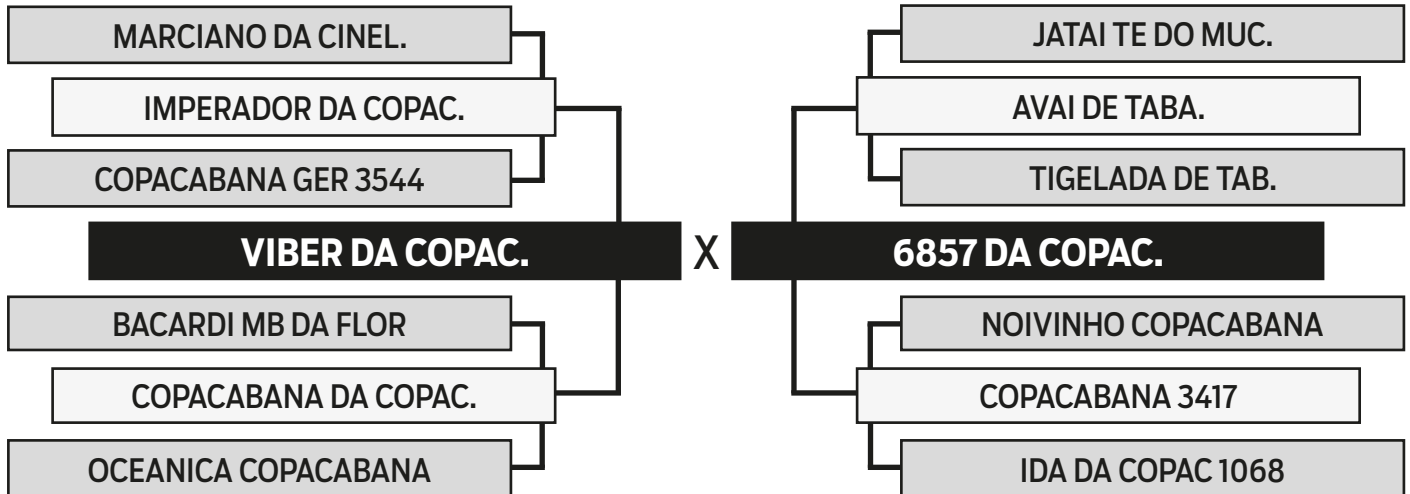 MARCIANO DA CINEL.
JATAI TE DO MUC.
IMPERADOR DA COPAC.
AVAI DE TABA.
COPACABANA GER 3544
TIGELADA DE TAB.
VIBER DA COPAC. X 6857 DA COPAC.
BACARDI MB DA FLOR
NOIVINHO COPACABANA
COPACABANA DA COPAC.
COPACABANA 3417
OCEANICA COPACABANA
IDA DA COPAC 1068